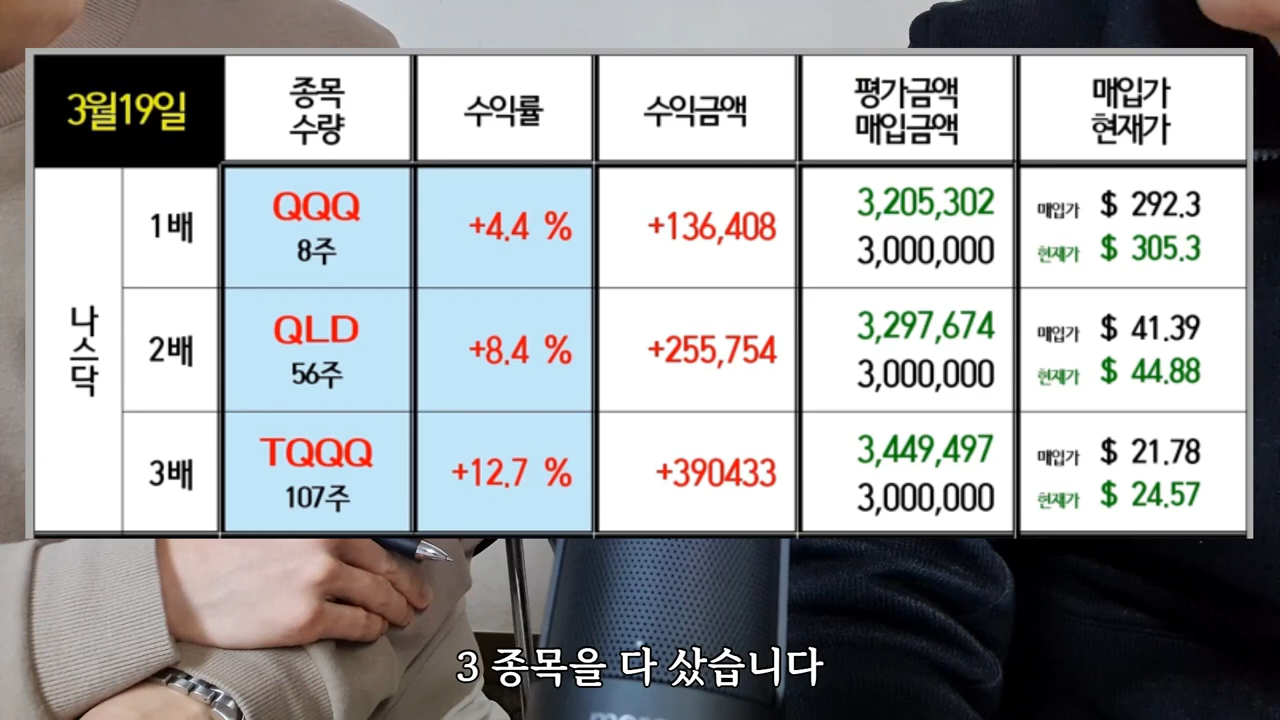 3월19일
종목
수량
수익률
수익금액
평가금액
매입금액
매입가
현재가
나스닥
1배
QQQ
8주
+4.4 %
+136,408
3,205,302
3,000,000
매입가 $ 292.3
현재가 $ 305.3
2배
QLD
56주
+8.4 %
+255,754
3,297,674
3,000,000
매입가 $ 41.39
현재가 $ 44.88
3배
TQQQ
107주
+12.7 %
+390433
3,449,497
3,000,000
매입가 $ 21.78
현재가 $ 24.57
3 종목을 다 샀습니다